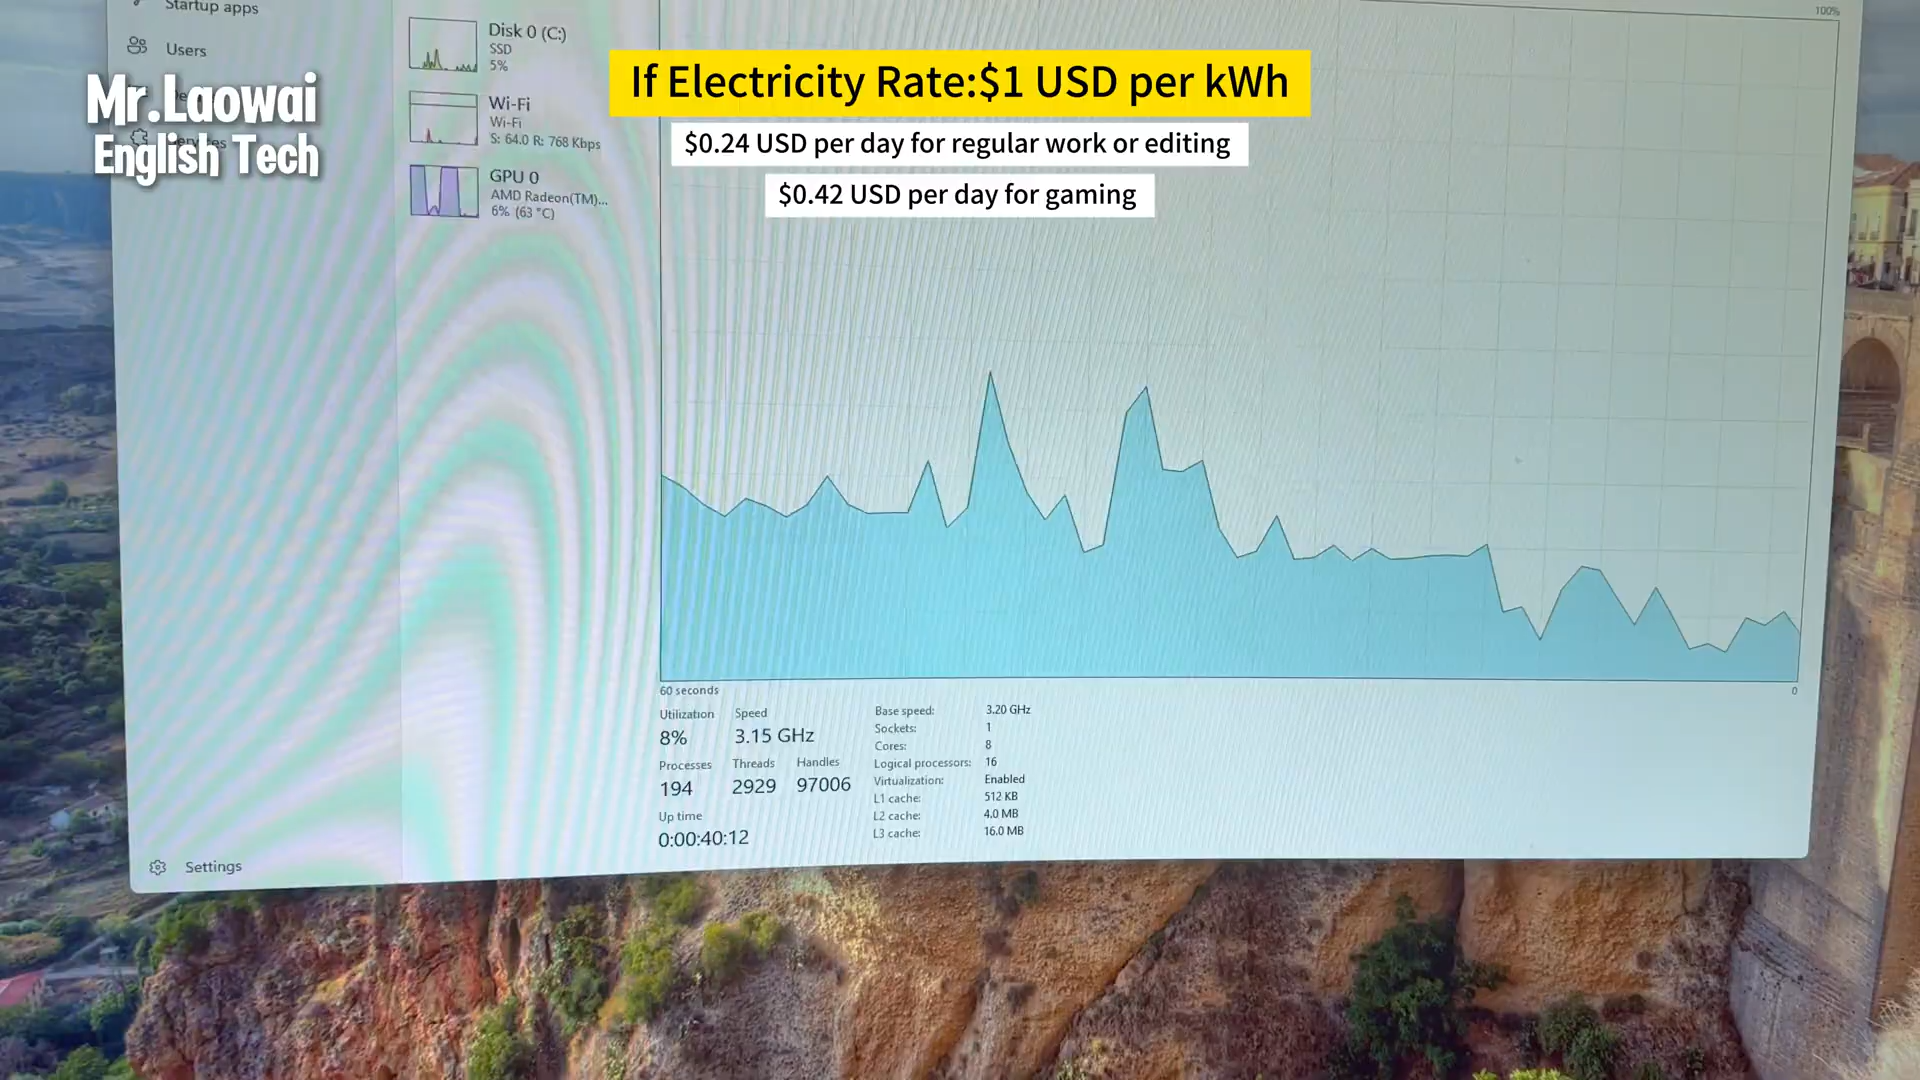 Startup apps
Users
Mr.Laowai
English Tech
Disk 0 (C:)
SSD
5%
Wi-Fi
Wi-Fi
S: 64.0 R: 768 Kbps
GPU 0
AMD Radeon(TM)...
6% (63 °C)
If Electricity Rate:$1 USD per kWh
$0.24 USD per day for regular work or editing
$0.42 USD per day for gaming
100%
60 seconds
0
Utilization
8%
Speed
3.15 GHz
Processes
194
Threads
2929
Handles
97006
Up time
0:00:40:12
Base speed: 3.20 GHz
Sockets: 1
Cores: 8
Logical processors: 16
Virtualization: Enabled
L1 cache: 512 KB
L2 cache: 4.0 MB
L3 cache: 16.0 MB
Settings